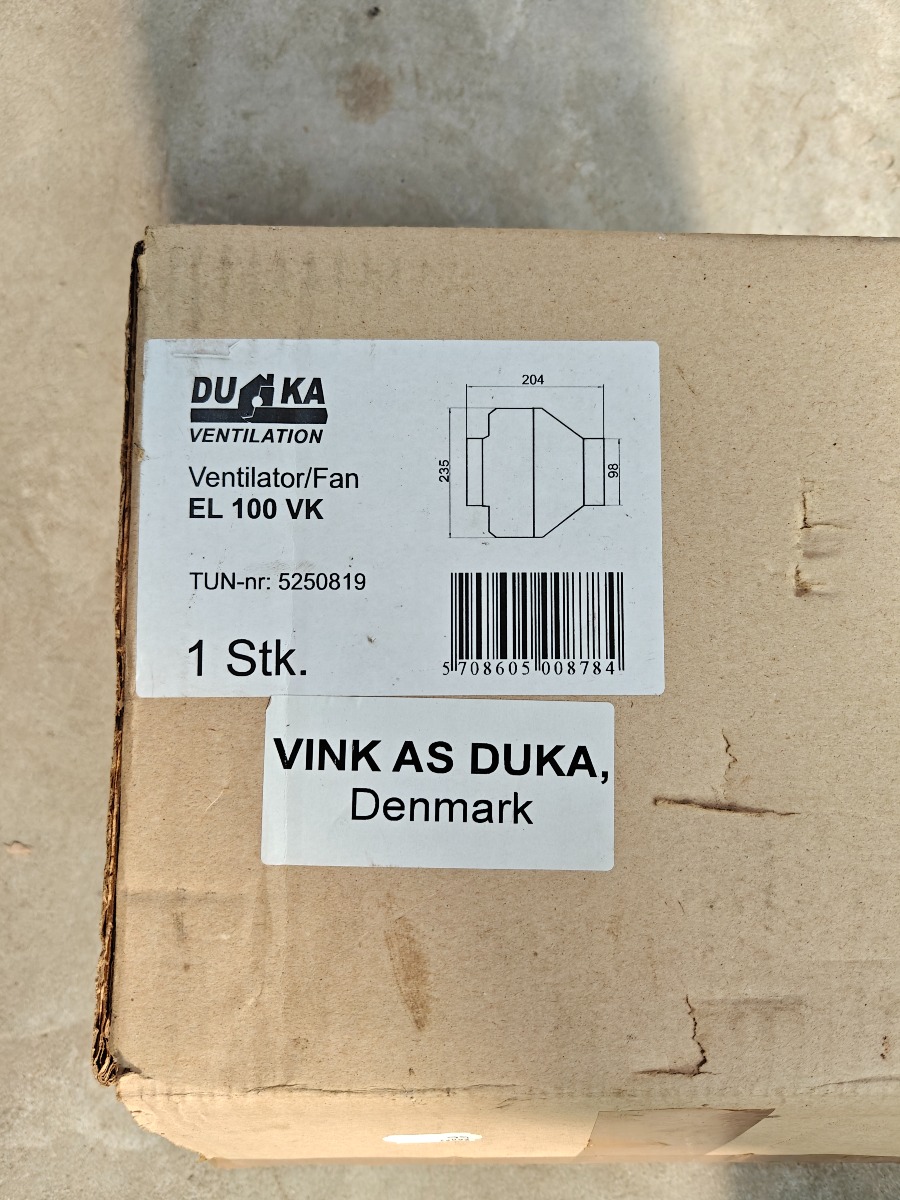 DUKA
VENTILATION
Ventilator/Fan
EL 100 VK
TUN-nr: 5250819
1 Stk.
204
235
98
5 708605 008784
VINK AS DUKA,
Denmark